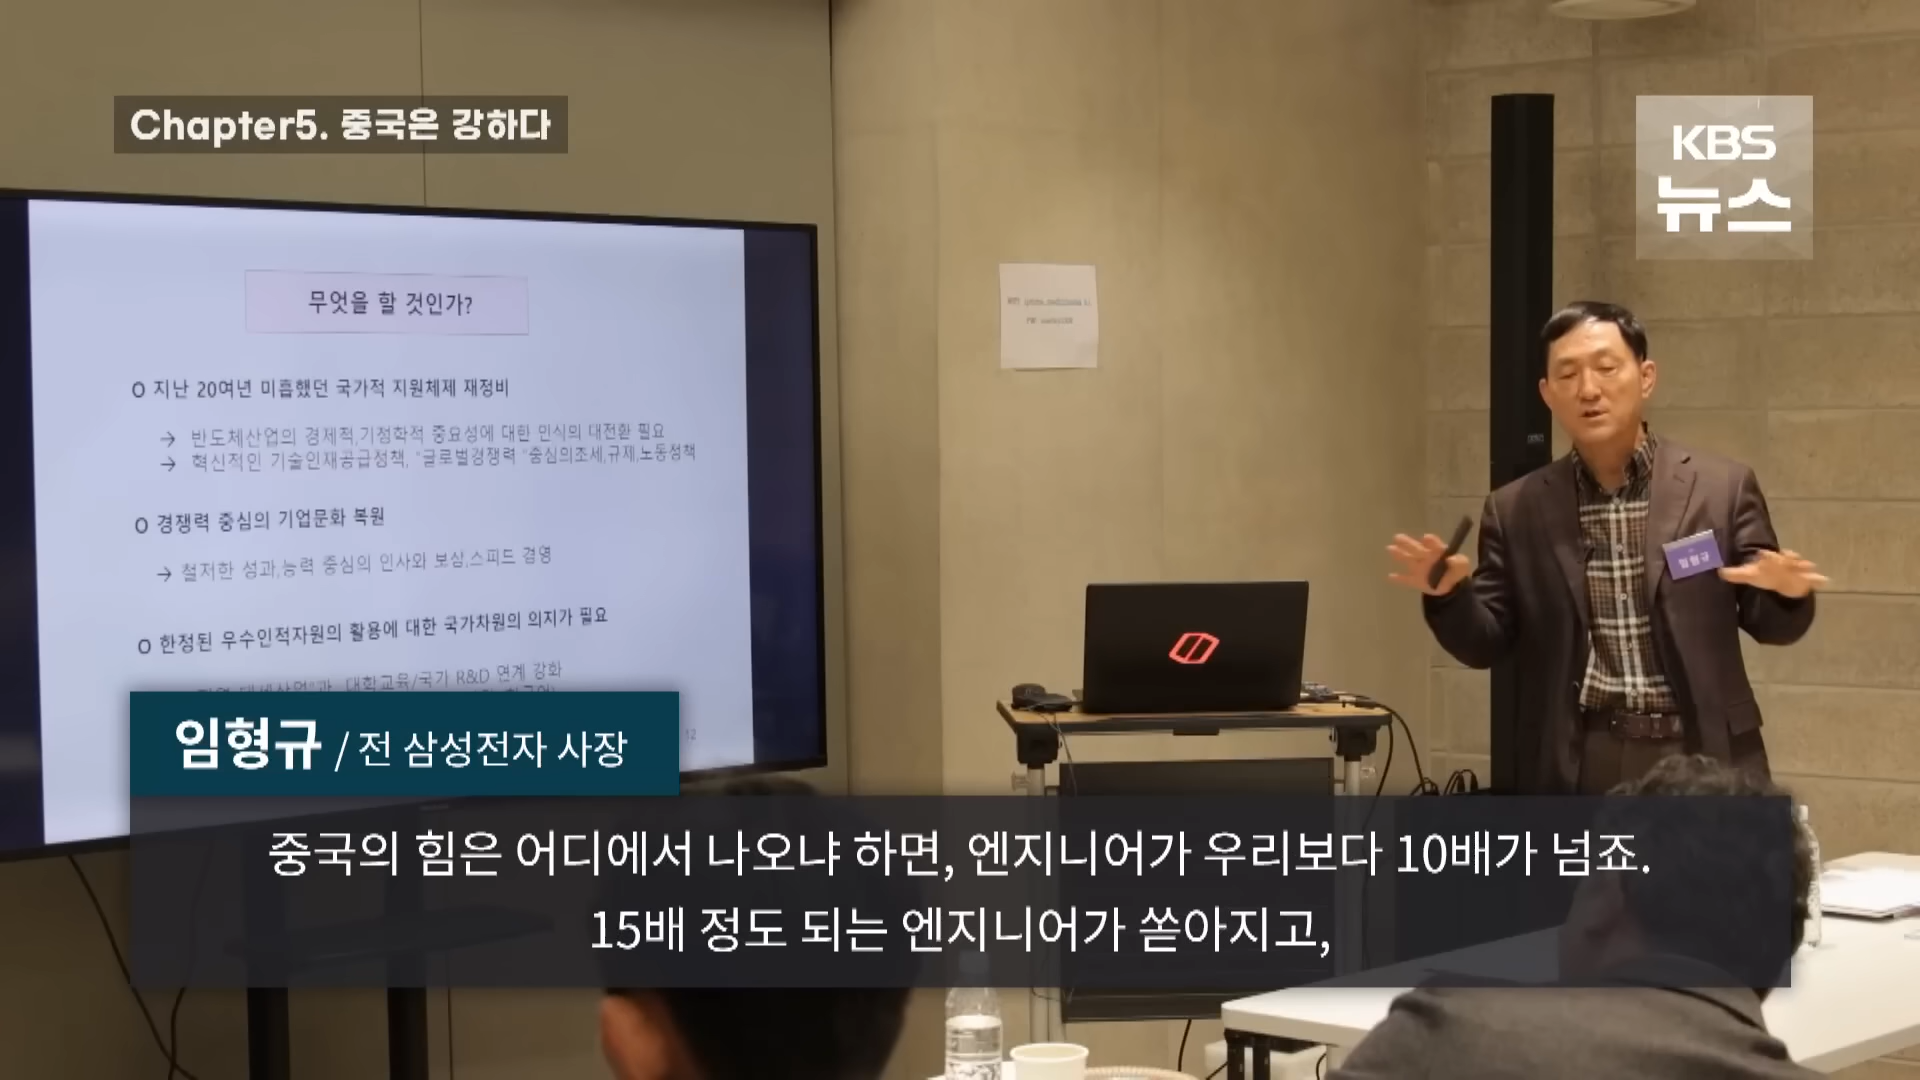 Chapter5. 중국은 강하다
KBS
뉴스
무엇을 할 것인가?
O 지난 20여년 미흡했던 국가적 지원체제 재정비
→ 반도체산업의 경제적,기정학적 중요성에 대한 인식의 대전환 필요
→ 혁신적인 기술인재공급정책, "글로벌경쟁력 "중심의조세,규제,노동정책
O 경쟁력 중심의 기업문화 복원
→ 철저한 성과,능력 중심의 인사와 보상,스피드 경영
O 한정된 우수인적자원의 활용에 대한 국가차원의 의지가 필요
대학교육/국가 R&D 연계 강화
12
임형규
임형규 / 전 삼성전자 사장
중국의 힘은 어디에서 나오냐 하면, 엔지니어가 우리보다 10배가 넘죠.
15배 정도 되는 엔지니어가 쏟아지고,